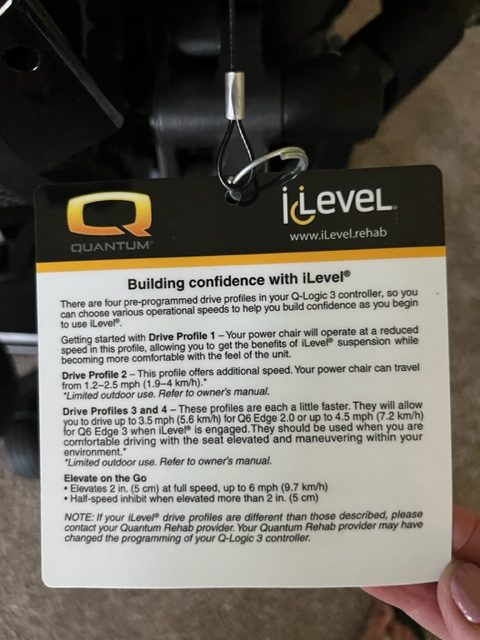 QUANTUM®
iLevel®
www.iLevel.rehab
Building confidence with iLevel®
There are four pre-programmed drive profiles in your Q-Logic 3 controller, so you
can choose various operational speeds to help you build confidence as you begin
to use iLevel®.
Getting started with Drive Profile 1 – Your power chair will operate at a reduced
speed in this profile, allowing you to get the benefits of iLevel® suspension while
becoming more comfortable with the feel of the unit.
Drive Profile 2 – This profile offers additional speed. Your power chair can travel
from 1.2–2.5 mph (1.9–4 km/h).*
*Limited outdoor use. Refer to owner's manual.
Drive Profiles 3 and 4 – These profiles are each a little faster. They will allow
you to drive up to 3.5 mph (5.6 km/h) for Q6 Edge 2.0 or up to 4.5 mph (7.2 km/h)
for Q6 Edge 3 when iLevel® is engaged. They should be used when you are
comfortable driving with the seat elevated and maneuvering within your
environment.*
*Limited outdoor use. Refer to owner's manual.
Elevate on the Go
• Elevates 2 in. (5 cm) at full speed, up to 6 mph (9.7 km/h)
• Half-speed inhibit when elevated more than 2 in. (5 cm)
NOTE: If your iLevel® drive profiles are different than those described, please
contact your Quantum Rehab provider. Your Quantum Rehab provider may have
changed the programming of your Q-Logic 3 controller.